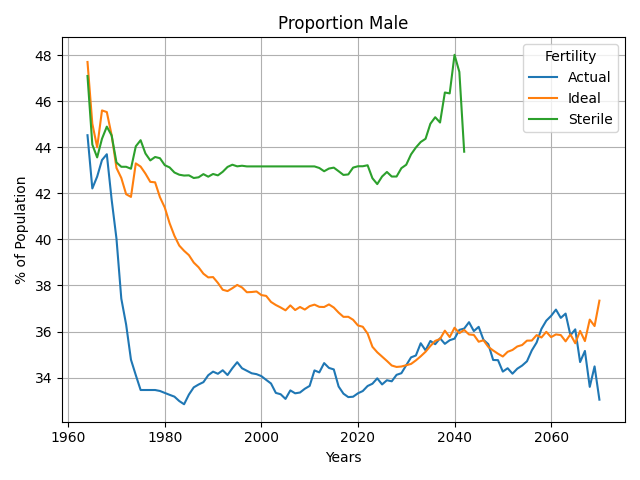 Proportion Male
48
46
44
42
40
38
36
34
% of Population
Fertility
Actual
Ideal
Sterile
1960
1980
2000
2020
2040
2060
Years